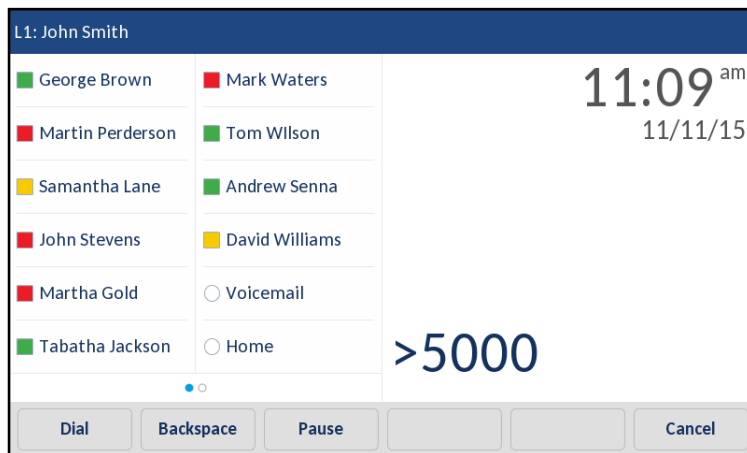 L1: John Smith
George Brown
Martin Perderson
Samantha Lane
John Stevens
Martha Gold
Tabatha Jackson
Mark Waters
Tom WIlson
Andrew Senna
David Williams
Voicemail
Home
11:09 am
11/11/15
>5000
Dial Backspace Pause Cancel